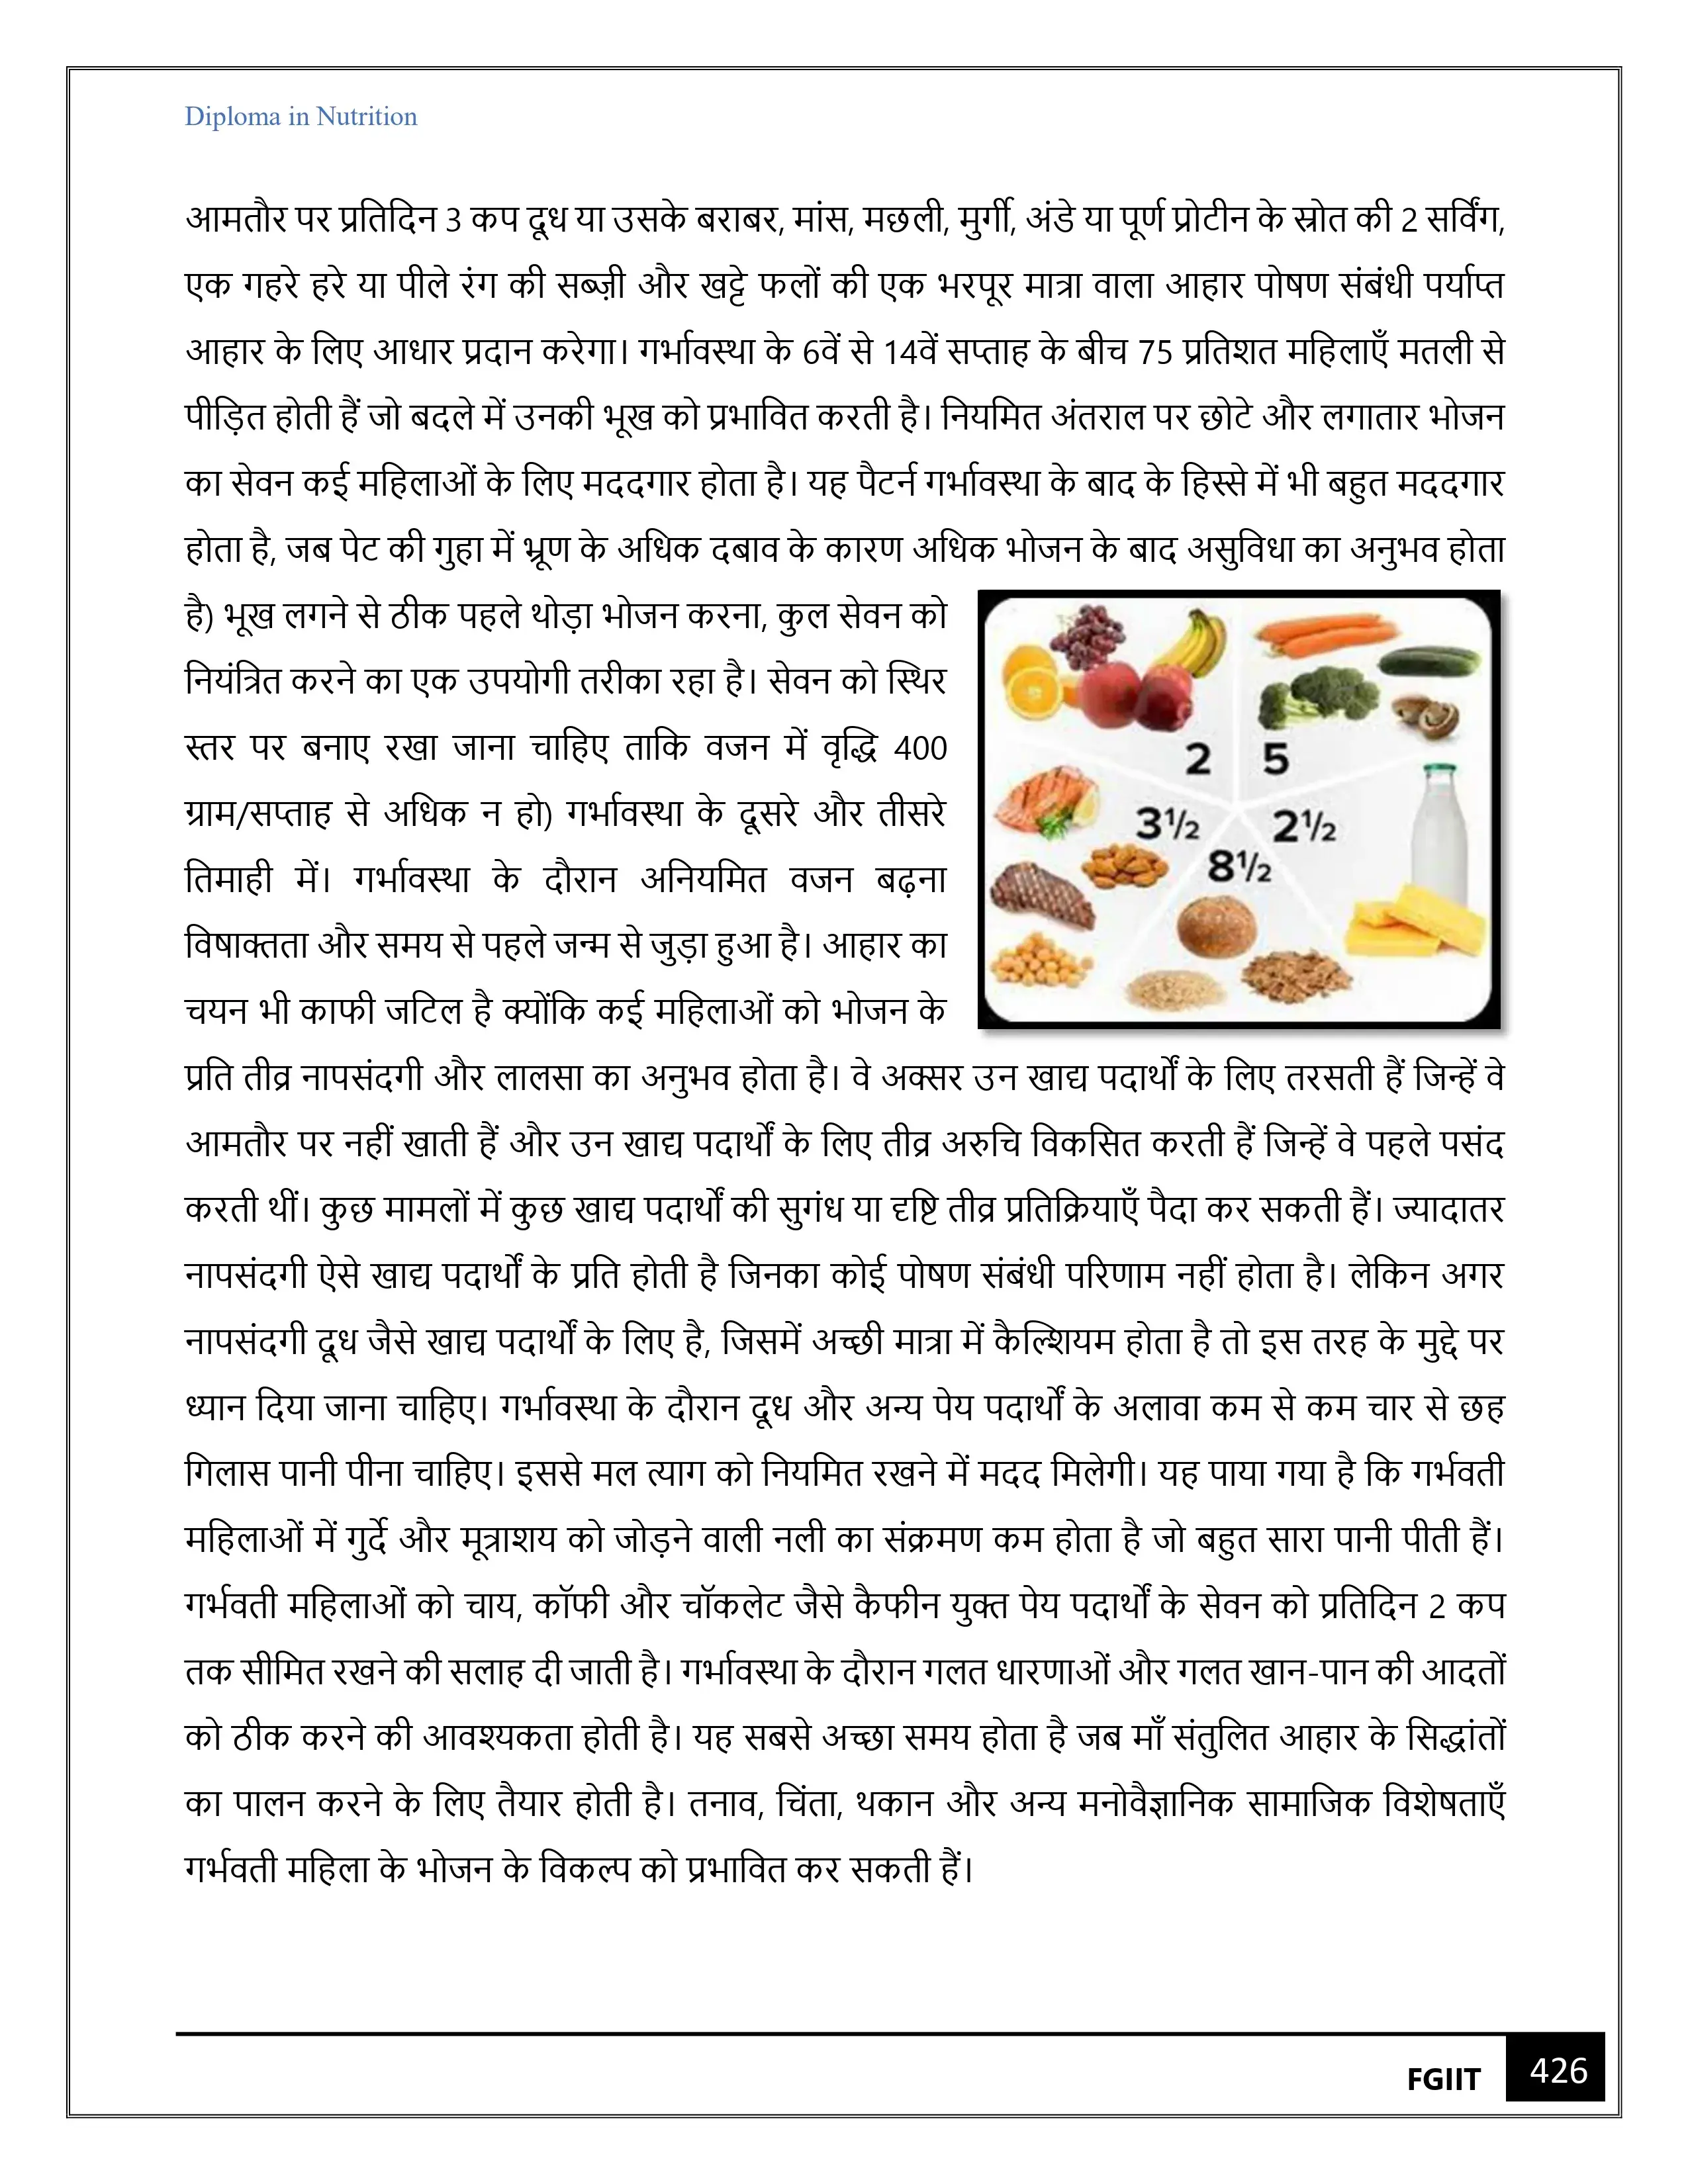 Diploma in Nutrition
आमतौर पर प्रतिदिन 3 कप दूध या उसके बराबर, मांस, मछली, मुर्गी, अंडे या पूर्ण प्रोटीन के स्रोत की 2 सर्विंग,
एक गहरे हरे या पीले रंग की सब्ज़ी और खट्टे फलों की एक भरपूर मात्रा वाला आहार पोषण संबंधी पर्याप्त
आहार के लिए आधार प्रदान करेगा। गर्भावस्था के 6वें से 14वें सप्ताह के बीच 75 प्रतिशत महिलाएँ मतली से
पीड़ित होती हैं जो बदले में उनकी भूख को प्रभावित करती है। नियमित अंतराल पर छोटे और लगातार भोजन
का सेवन कई महिलाओं के लिए मददगार होता है। यह पैटर्न गर्भावस्था के बाद के हिस्से में भी बहुत मददगार
होता है, जब पेट की गुहा में भ्रूण के अधिक दबाव के कारण अधिक भोजन के बाद असुविधा का अनुभव होता
है) भूख लगने से ठीक पहले थोड़ा भोजन करना, कुल सेवन को
नियंत्रित करने का एक उपयोगी तरीका रहा है। सेवन को स्थिर
स्तर पर बनाए रखा जाना चाहिए ताकि वजन में वृद्धि 400
ग्राम/सप्ताह से अधिक न हो) गर्भावस्था के दूसरे और तीसरे
तिमाही में। गर्भावस्था के दौरान अनियमित वजन बढ़ना
विषाक्तता और समय से पहले जन्म से जुड़ा हुआ है। आहार का
चयन भी काफी जटिल है क्योंकि कई महिलाओं को भोजन के
2 5
3½ 2½
8½
प्रति तीव्र नापसंदगी और लालसा का अनुभव होता है। वे अक्सर उन खाद्य पदार्थों के लिए तरसती हैं जिन्हें वे
आमतौर पर नहीं खाती हैं और उन खाद्य पदार्थों के लिए तीव्र अरुचि विकसित करती हैं जिन्हें वे पहले पसंद
करती थीं। कुछ मामलों में कुछ खाद्य पदार्थों की सुगंध या दृष्टि तीव्र प्रतिक्रियाएँ पैदा कर सकती हैं। ज्यादातर
नापसंदगी ऐसे खाद्य पदार्थों के प्रति होती है जिनका कोई पोषण संबंधी परिणाम नहीं होता है। लेकिन अगर
नापसंदगी दूध जैसे खाद्य पदार्थों के लिए है, जिसमें अच्छी मात्रा में कैल्शियम होता है तो इस तरह के मुद्दे पर
ध्यान दिया जाना चाहिए। गर्भावस्था के दौरान दूध और अन्य पेय पदार्थों के अलावा कम से कम चार से छह
गिलास पानी पीना चाहिए। इससे मल त्याग को नियमित रखने में मदद मिलेगी। यह पाया गया है कि गर्भवती
महिलाओं में गुर्दे और मूत्राशय को जोड़ने वाली नली का संक्रमण कम होता है जो बहुत सारा पानी पीती हैं।
गर्भवती महिलाओं को चाय, कॉफी और चॉकलेट जैसे कैफीन युक्त पेय पदार्थों के सेवन को प्रतिदिन 2 कप
तक सीमित रखने की सलाह दी जाती है। गर्भावस्था के दौरान गलत धारणाओं और गलत खान-पान की आदतों
को ठीक करने की आवश्यकता होती है। यह सबसे अच्छा समय होता है जब माँ संतुलित आहार के सिद्धांतों
का पालन करने के लिए तैयार होती है। तनाव, चिंता, थकान और अन्य मनोवैज्ञानिक सामाजिक विशेषताएँ
गर्भवती महिला के भोजन के विकल्प को प्रभावित कर सकती हैं।
FGIIT 426